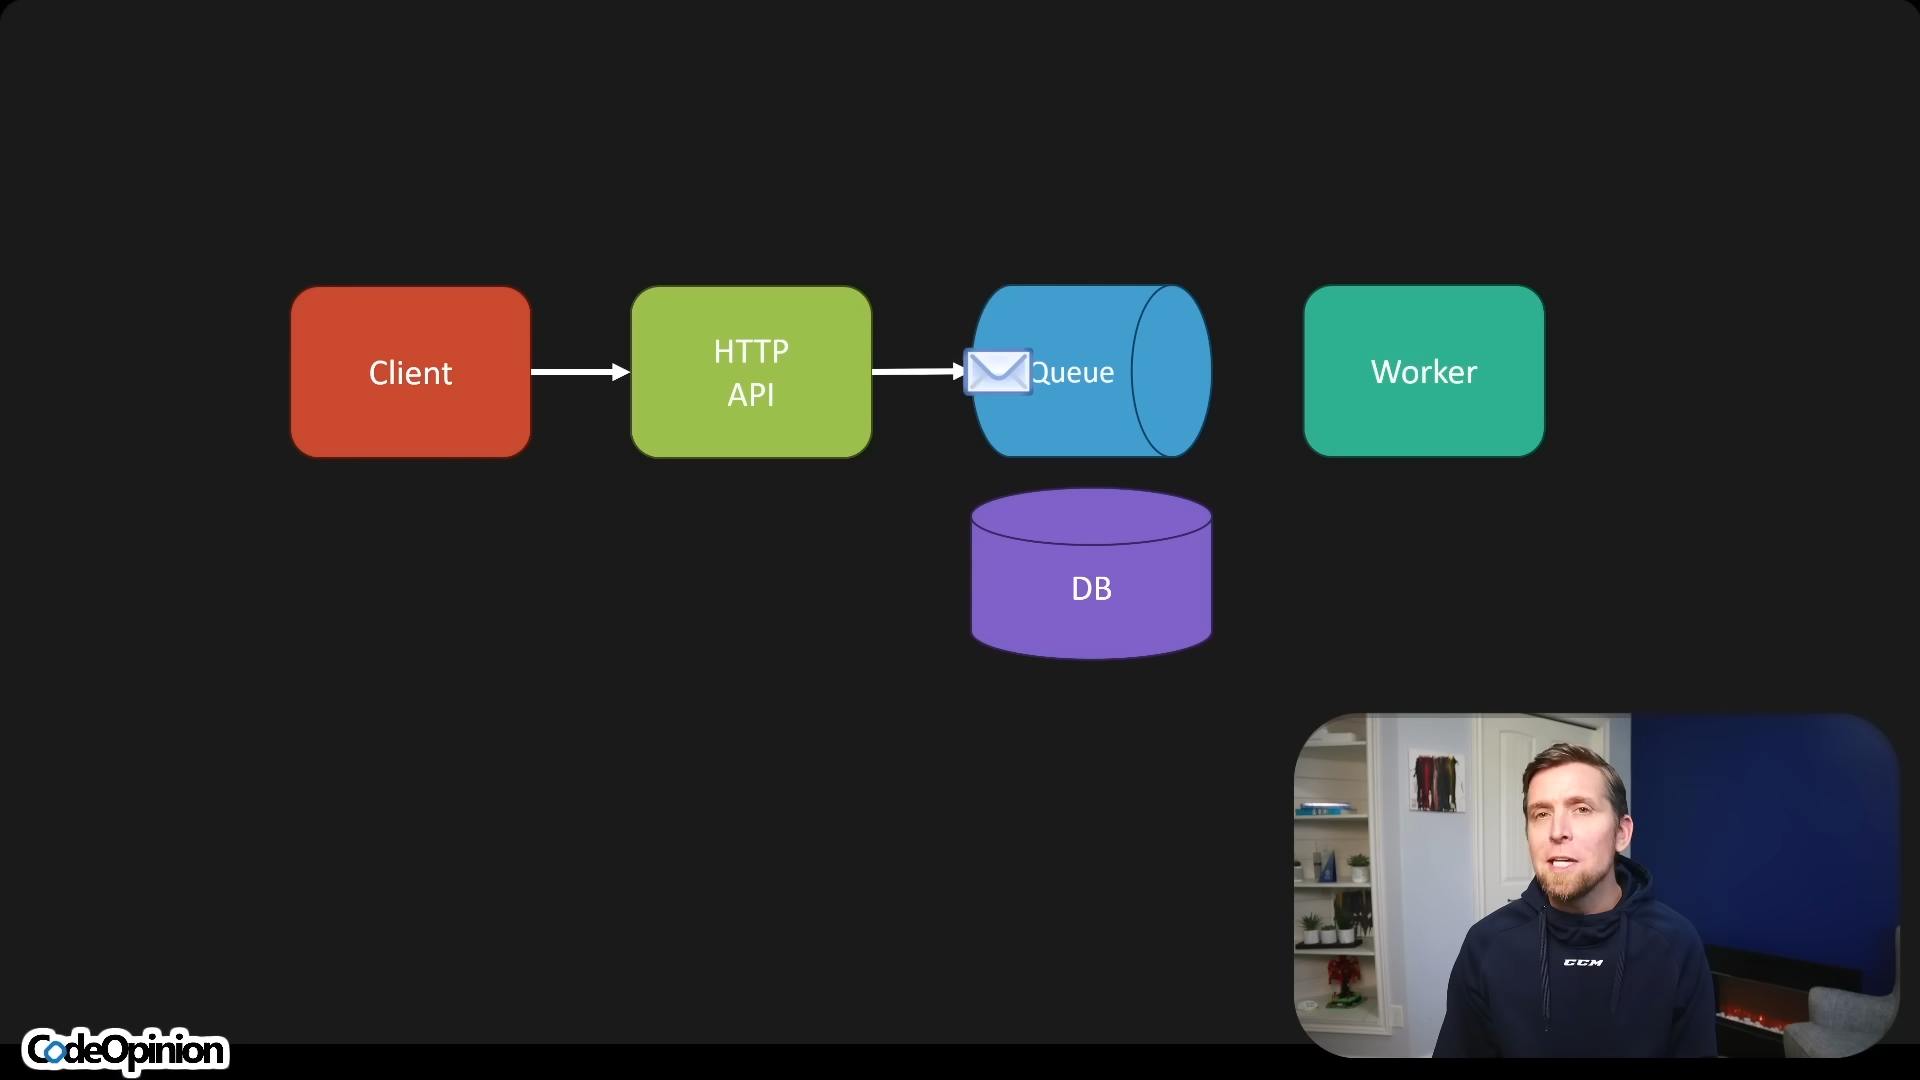 Client
HTTP
API
Queue
Worker
DB
CCM
CodeOpinion